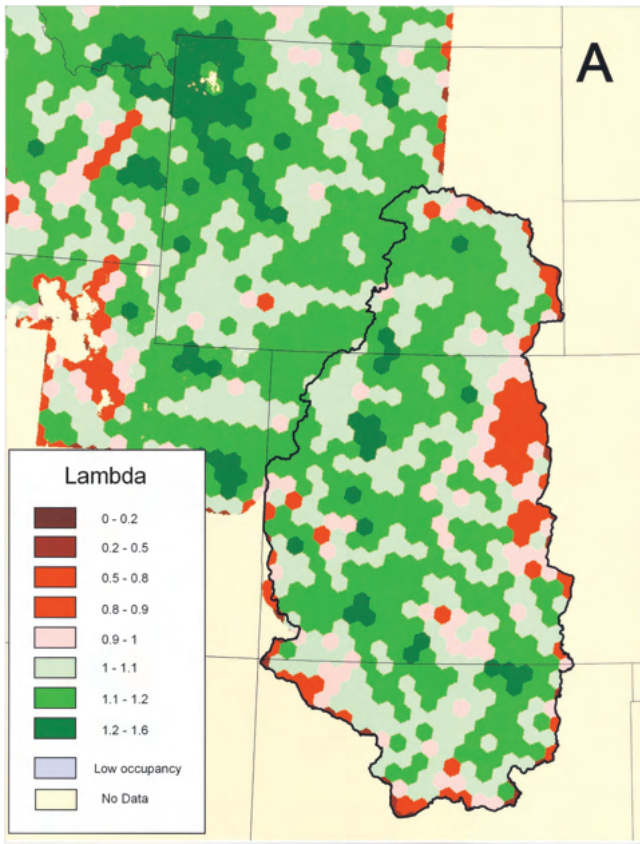 A
Lambda
0 - 0.2
0.2 - 0.5
0.5 - 0.8
0.8 - 0.9
0.9 - 1
1 - 1.1
1.1 - 1.2
1.2 - 1.6
Low occupancy
No Data